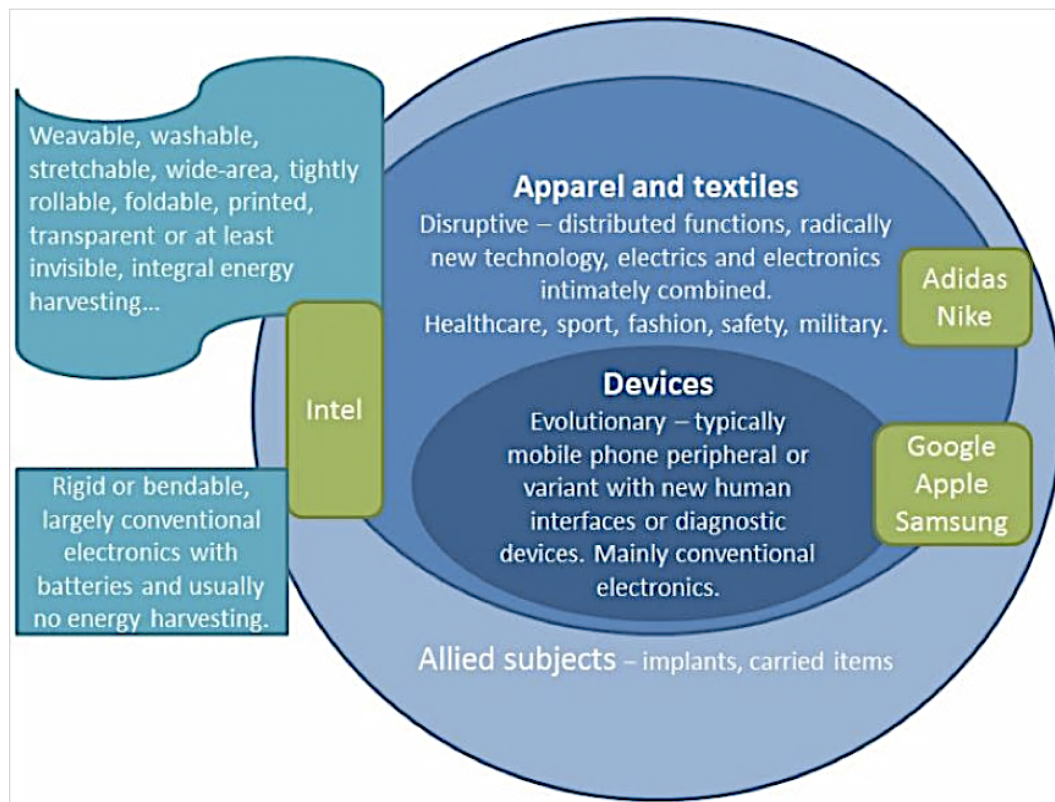 Weavable, washable,
stretchable, wide-area, tightly
rollable, foldable, printed,
transparent or at least
invisible, integral energy
harvesting...
Apparel and textiles
Disruptive – distributed functions, radically
new technology, electrics and electronics
intimately combined.
Healthcare, sport, fashion, safety, military.
Adidas
Nike
Intel
Devices
Evolutionary – typically
mobile phone peripheral or
variant with new human
interfaces or diagnostic
devices. Mainly conventional
electronics.
Google
Apple
Samsung
Rigid or bendable,
largely conventional
electronics with
batteries and usually
no energy harvesting.
Allied subjects – implants, carried items